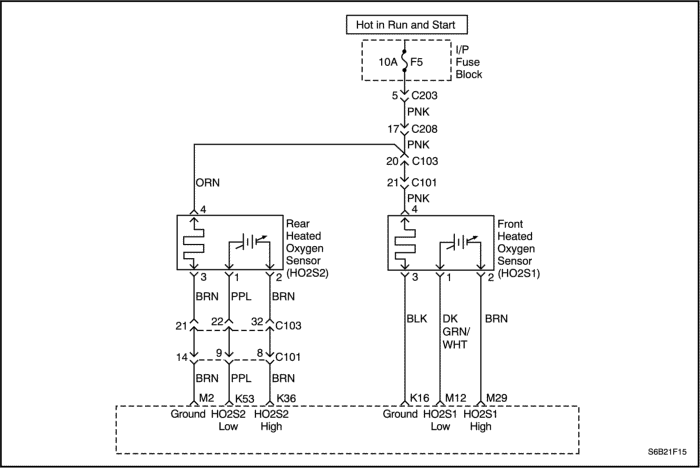 Hot in Run and Start
10A F5
I/P
Fuse
Block
5 C203
PNK
17 C208
PNK
20 C103
21 C101
PNK
ORN
4
4
Rear
Heated
Oxygen
Sensor
(HO2S2)
Front
Heated
Oxygen
Sensor
(HO2S1)
3 1 2
3 1 2
BRN PPL BRN
BLK DK BRN
GRN/
WHT
21 22 32 C103
14 9 8 C101
BRN PPL BRN
M2 K53 K36
K16 M12 M29
Ground HO2S2 HO2S2
Low High
Ground HO2S1 HO2S1
Low High
S6B21F15